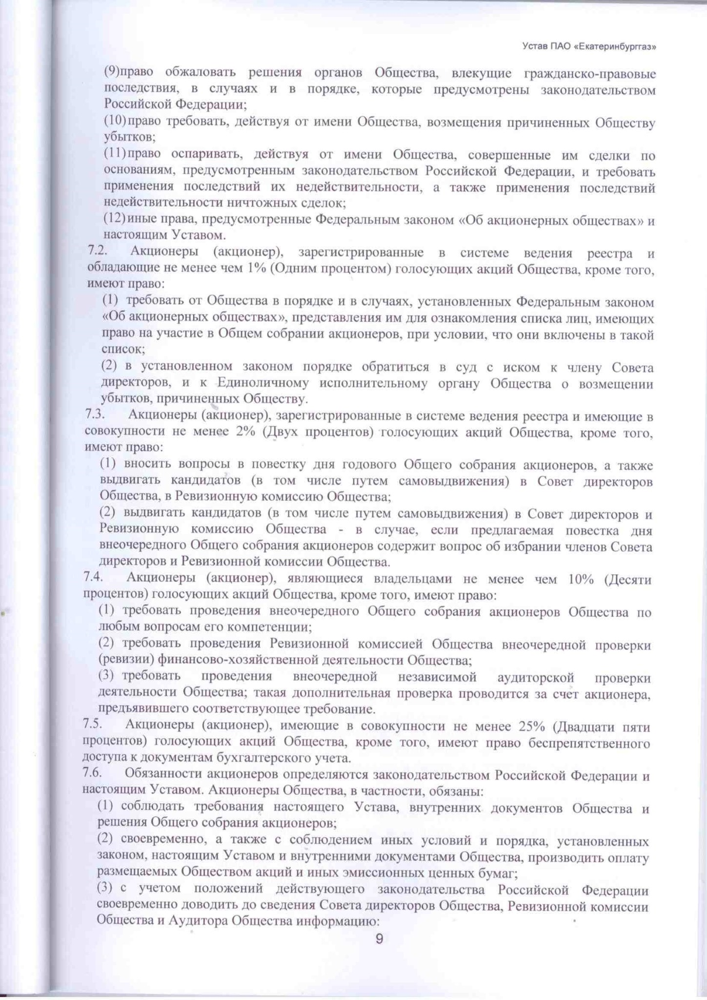 Устав ПАО «Екатеринбурггаз»
(9)право обжаловать решения органов Общества, влекущие гражданско-правовые
последствия, в случаях и в порядке, которые предусмотрены законодательством
Российской Федерации;
(10)право требовать, действуя от имени Общества, возмещения причиненных Обществу
убытков;
(11)право оспаривать, действуя от имени Общества, совершенные им сделки по
основаниям, предусмотренным законодательством Российской Федерации, и требовать
применения последствий их недействительности, а также применения последствий
недействительности ничтожных сделок;
(12)иные права, предусмотренные Федеральным законом «Об акционерных обществах» и
настоящим Уставом.
7.2. Акционеры (акционер), зарегистрированные в системе ведения реестра и
обладающие не менее чем 1% (Одним процентом) голосующих акций Общества, кроме того,
имеют право:
(1) требовать от Общества в порядке и в случаях, установленных Федеральным законом
«Об акционерных обществах», представления им для ознакомления списка лиц, имеющих
право на участие в Общем собрании акционеров, при условии, что они включены в такой
список;
(2) в установленном законом порядке обратиться в суд с иском к члену Совета
директоров, и к Единоличному исполнительному органу Общества о возмещении
убытков, причиненных Обществу.
7.3. Акционеры (акционер), зарегистрированные в системе ведения реестра и имеющие в
совокупности не менее 2% (Двух процентов) голосующих акций Общества, кроме того,
имеют право:
(1) вносить вопросы в повестку дня годового Общего собрания акционеров, а также
выдвигать кандидатов (в том числе путем самовыдвижения) в Совет директоров
Общества, в Ревизионную комиссию Общества;
(2) выдвигать кандидатов (в том числе путем самовыдвижения) в Совет директоров и
Ревизионную комиссию Общества - в случае, если предлагаемая повестка дня
внеочередного Общего собрания акционеров содержит вопрос об избрании членов Совета
директоров и Ревизионной комиссии Общества.
7.4. Акционеры (акционер), являющиеся владельцами не менее чем 10% (Десяти
процентов) голосующих акций Общества, кроме того, имеют право:
(1) требовать проведения внеочередного Общего собрания акционеров Общества по
любым вопросам его компетенции;
(2) требовать проведения Ревизионной комиссией Общества внеочередной проверки
(ревизии) финансово-хозяйственной деятельности Общества;
(3) требовать проведения внеочередной независимой аудиторской проверки
деятельности Общества; такая дополнительная проверка проводится за счет акционера,
предъявившего соответствующее требование.
7.5. Акционеры (акционер), имеющие в совокупности не менее 25% (Двадцати пяти
процентов) голосующих акций Общества, кроме того, имеют право беспрепятственного
доступа к документам бухгалтерского учета.
7.6. Обязанности акционеров определяются законодательством Российской Федерации и
настоящим Уставом. Акционеры Общества, в частности, обязаны:
(1) соблюдать требования настоящего Устава, внутренних документов Общества и
решения Общего собрания акционеров;
(2) своевременно, а также с соблюдением иных условий и порядка, установленных
законом, настоящим Уставом и внутренними документами Общества, производить оплату
размещаемых Обществом акций и иных эмиссионных ценных бумаг;
(3) с учетом положений действующего законодательства Российской Федерации
своевременно доводить до сведения Совета директоров Общества, Ревизионной комиссии
Общества и Аудитора Общества информацию:
9